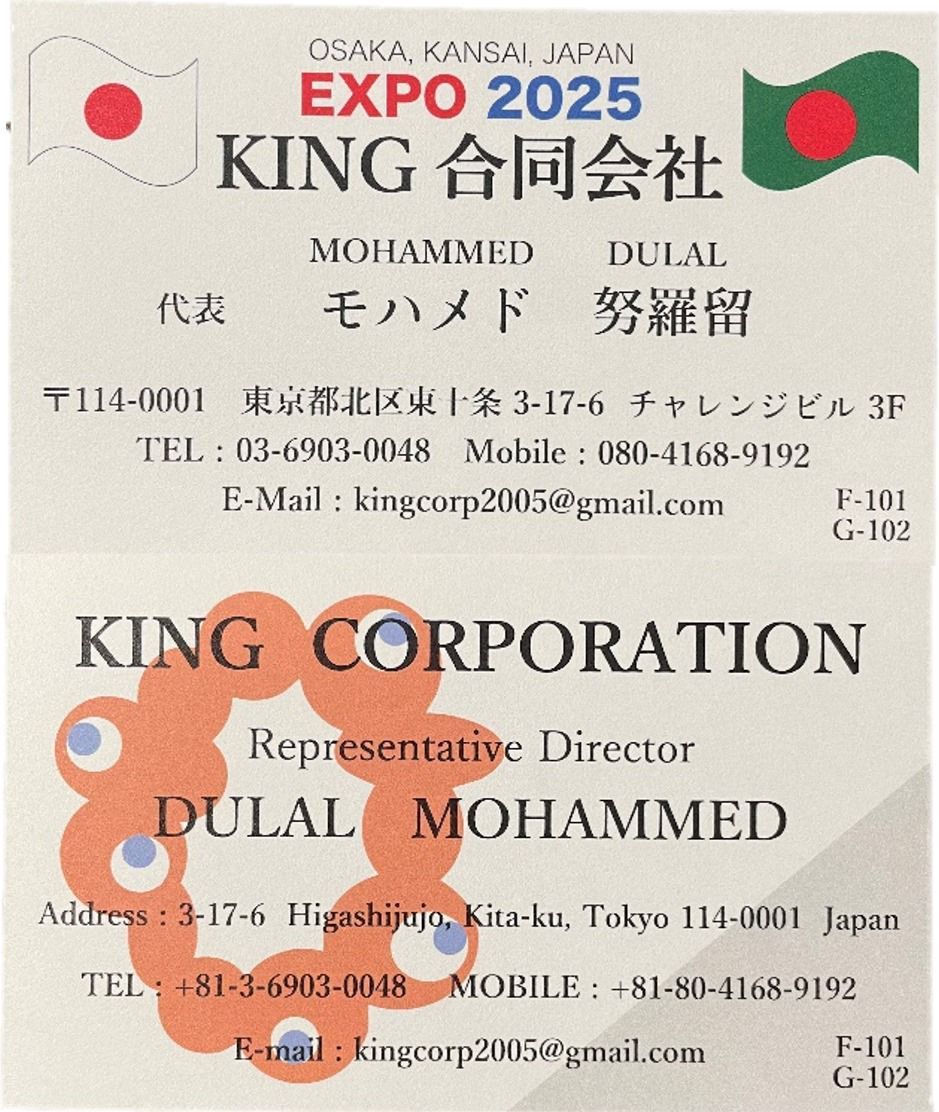 OSAKA, KANSAI, JAPAN
EXPO 2025
KING 合同会社
MOHAMMED DULAL
代表 モハメド 努羅留
〒114-0001 東京都北区東十条 3-17-6 チャレンジビル 3F
TEL : 03-6903-0048 Mobile : 080-4168-9192
E-Mail : kingcorp2005@gmail.com
F-101
G-102
KING CORPORATION
Representative Director
DULAL MOHAMMED
Address : 3-17-6 Higashijujo, Kita-ku, Tokyo 114-0001 Japan
TEL : +81-3-6903-0048 MOBILE : +81-80-4168-9192
E-mail : kingcorp2005@gmail.com
F-101
G-102